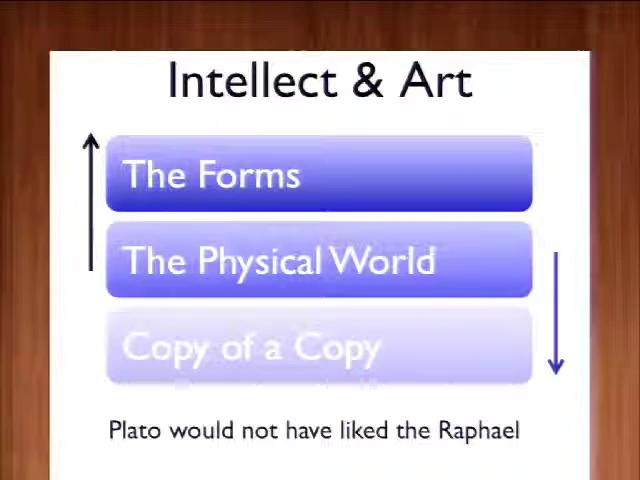 Intellect & Art
The Forms
The Physical World
Copy of a Copy
Plato would not have liked the Raphael